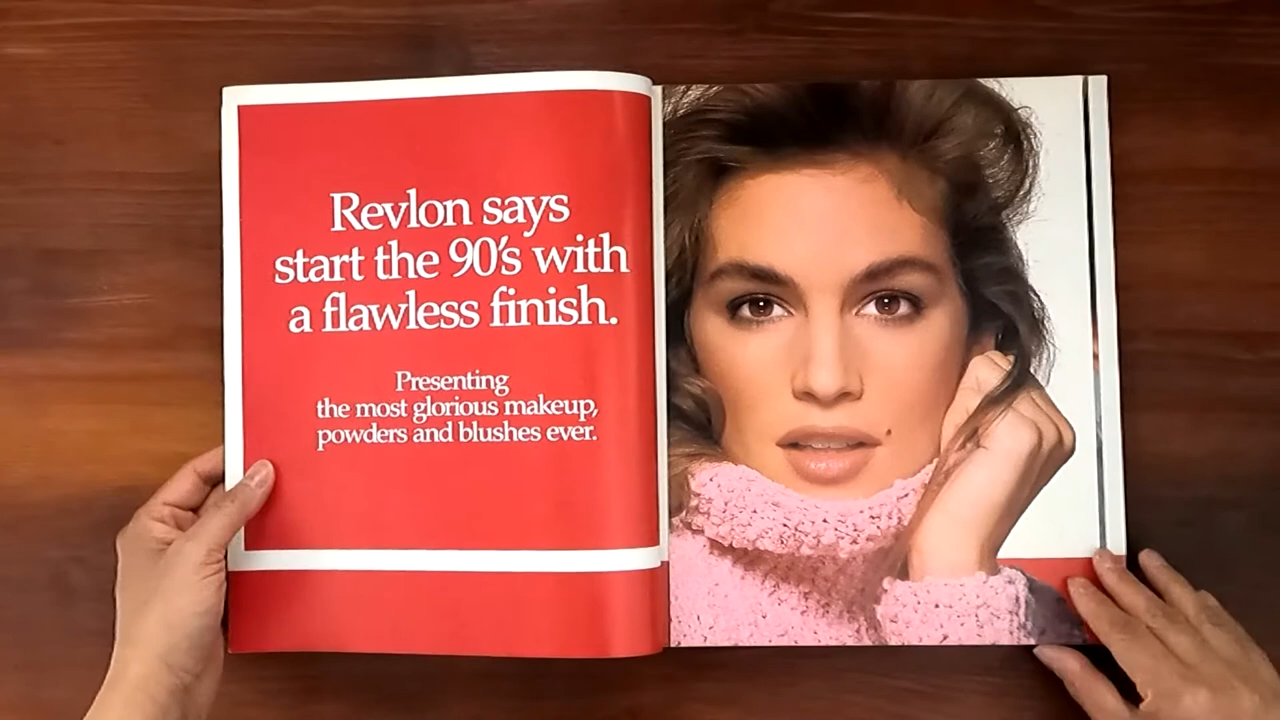 Revlon says
start the 90's with
a flawless finish.
Presenting
the most glorious makeup,
powders and blushes ever.